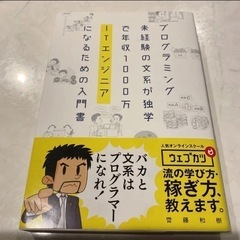 プログラミング
未経験の文系が独学
で年収1000万
ITエンジニア
になるための入門書
バカと
文系は
プログラマー
になれ!
人気オンラインスクール
ウェブカツ
流の学び方・
稼ぎ方、
教えます。
齊藤和樹